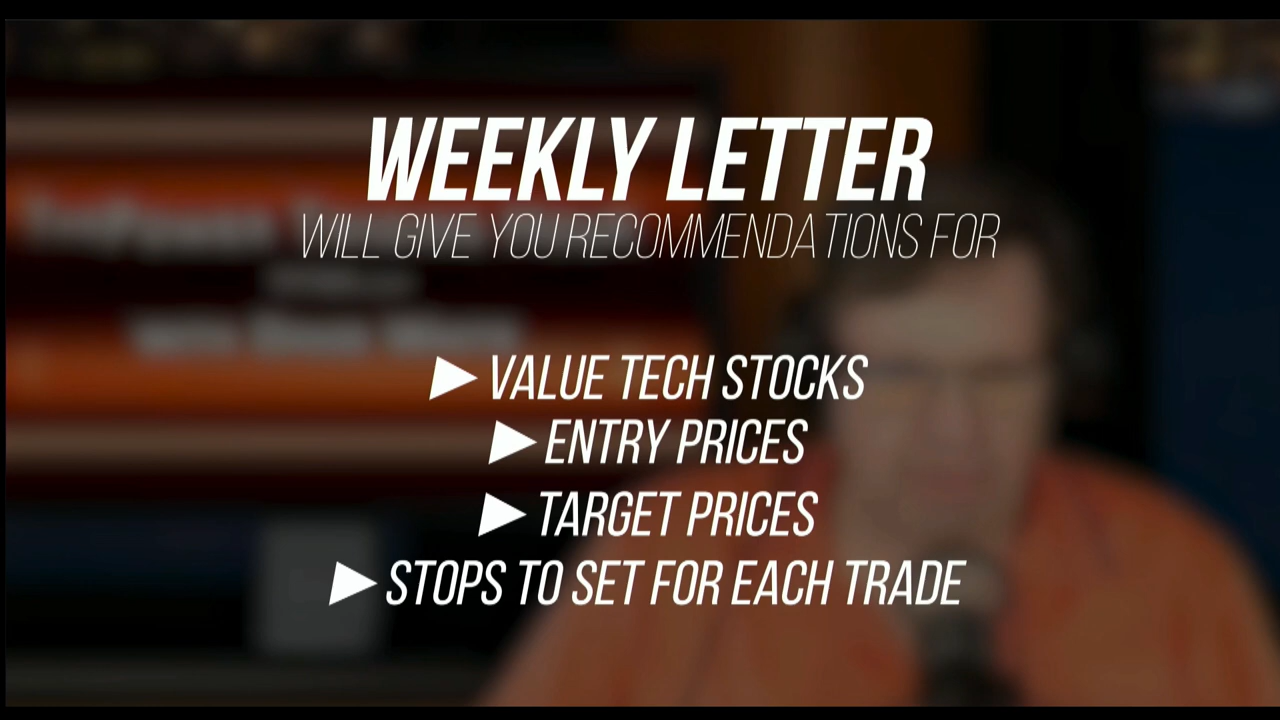 WEEKLY LETTER
WILL GIVE YOU RECOMMENDATIONS FOR
▶ VALUE TECH STOCKS
▶ ENTRY PRICES
▶ TARGET PRICES
▶ STOPS TO SET FOR EACH TRADE